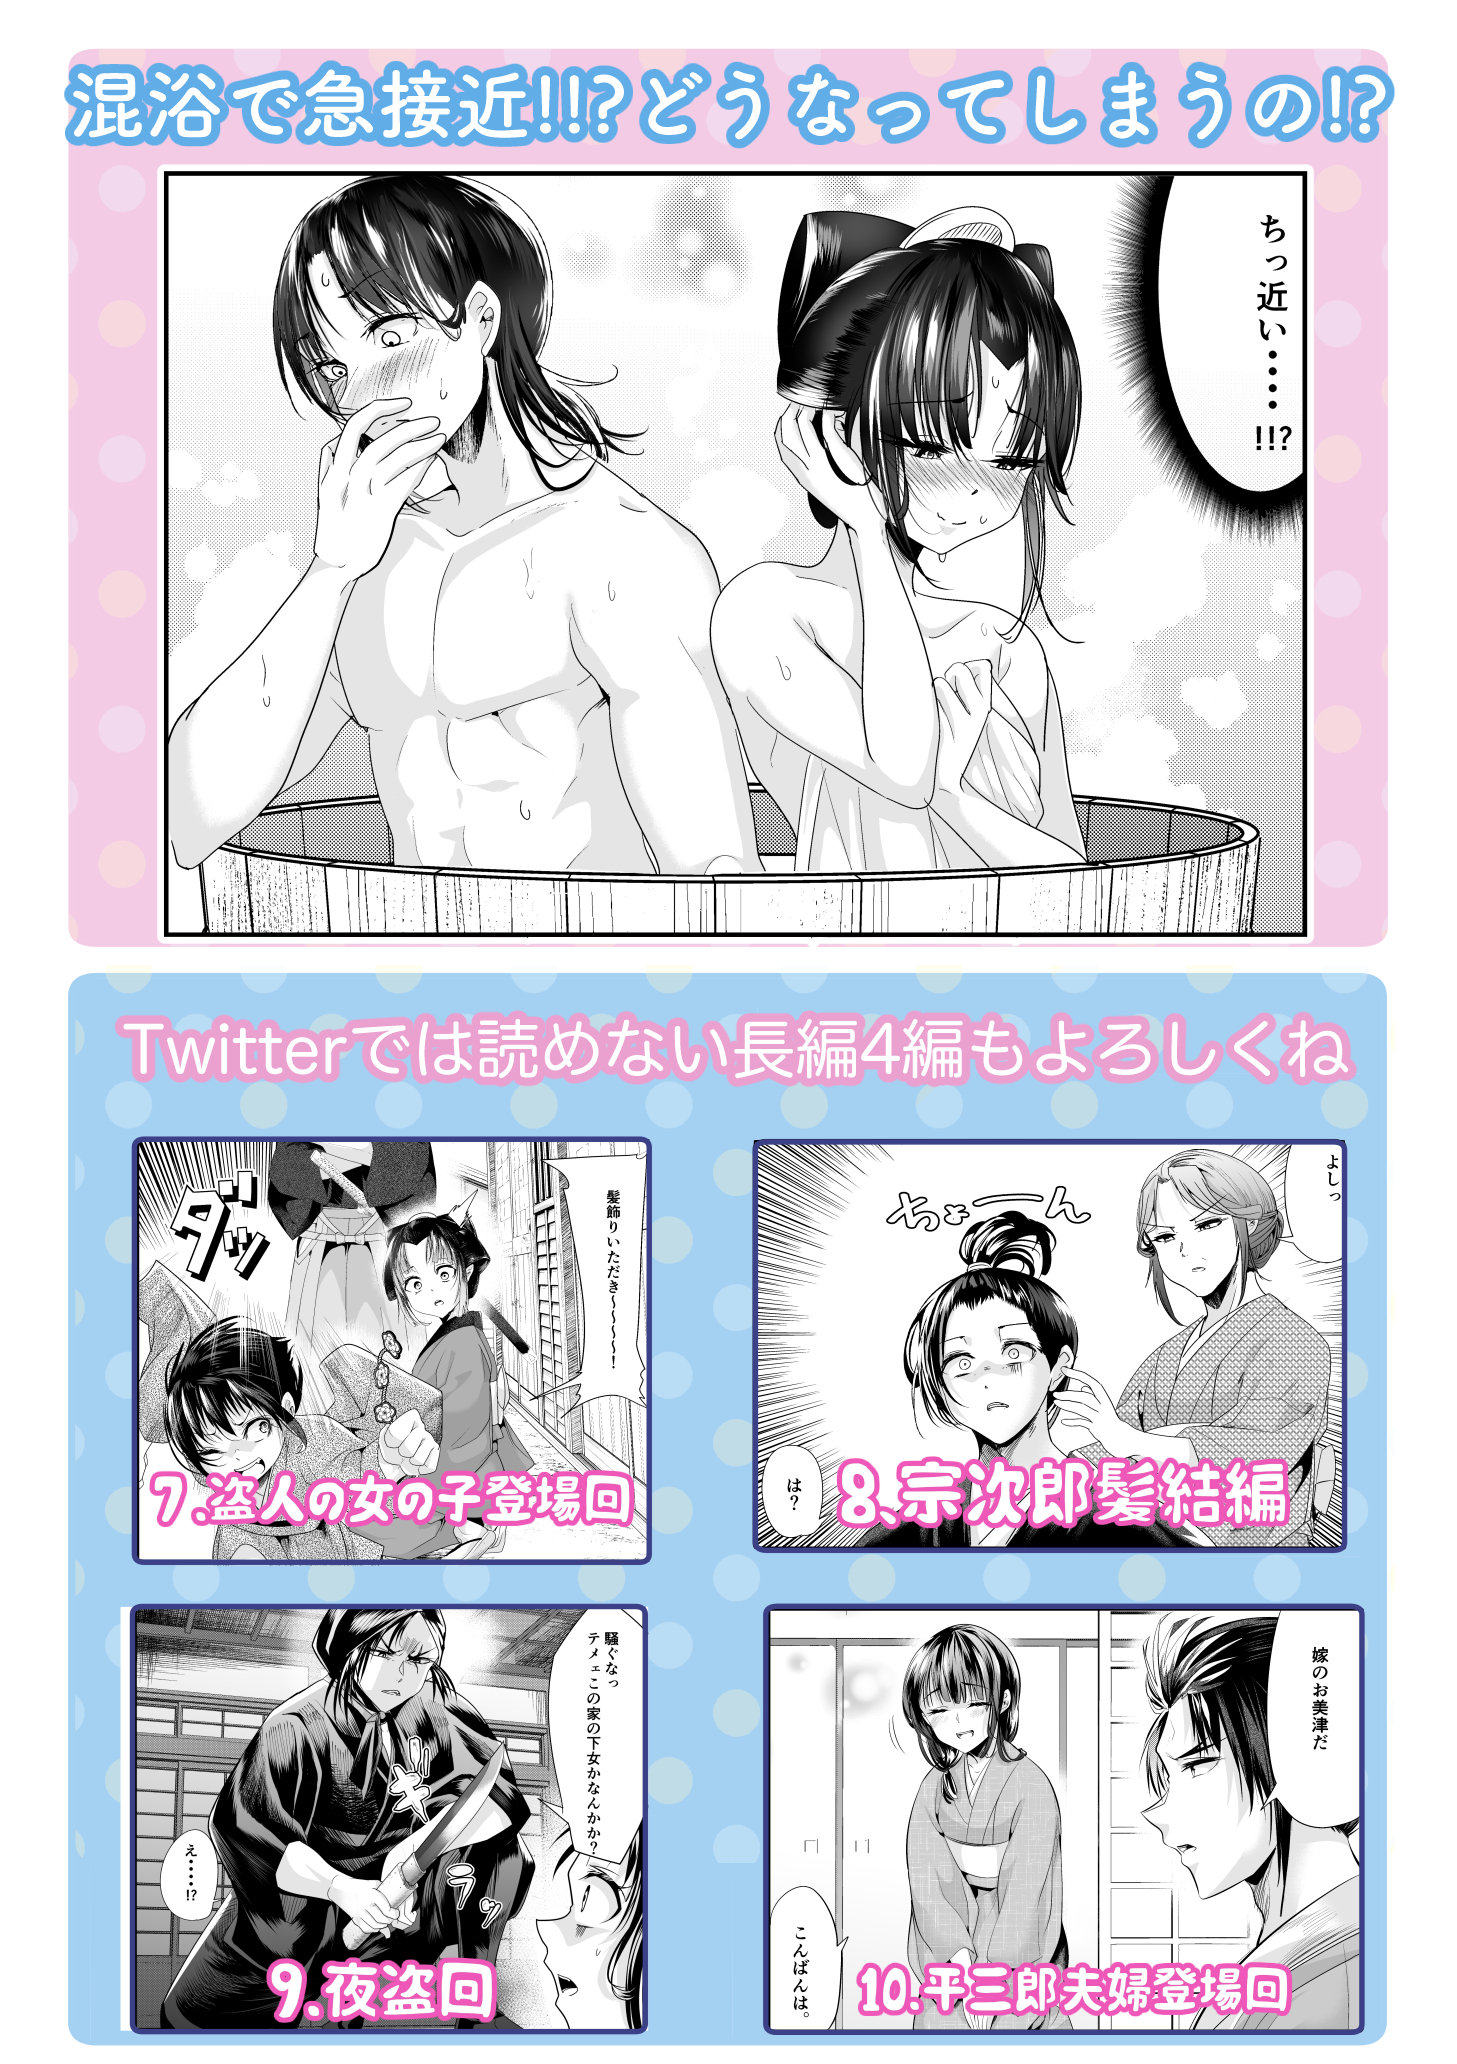 混浴で急接近!!?どうなってしまうの!?
ちっ近い・・・・!!?
Twitterでは読めない長編4編もよろしくね
髪飾りいただき〜〜〜〜!
ダッ
7.盗人の女の子登場回
よしっ
ちょーーん
は?
8.宗次郎髪結編
騒ぐなっ
テメェこの家の下女かなんかか?
ギギ
え・・・・!?
ラッ
9.夜盗回
嫁のお美津だ
こんばんは。
10.平三郎夫婦登場回